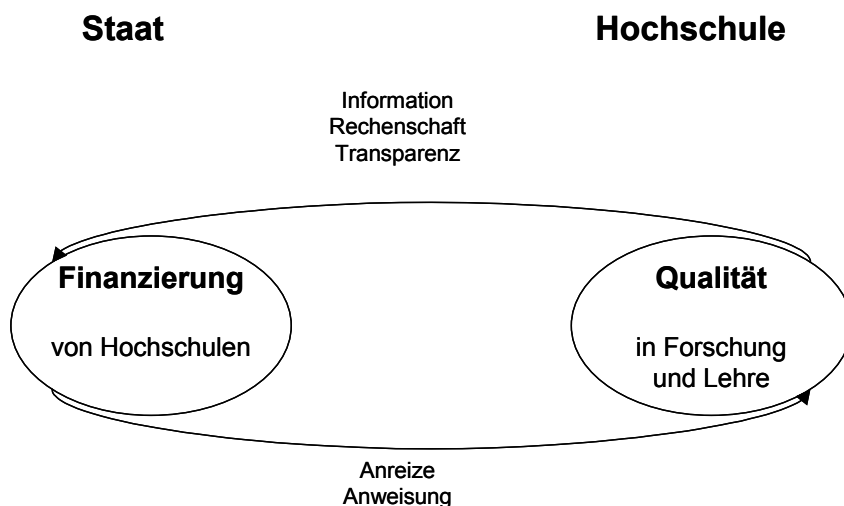 Staat
Hochschule
Information
Rechenschaft
Transparenz
Finanzierung
von Hochschulen
Qualität
in Forschung
und Lehre
Anreize
Anweisung